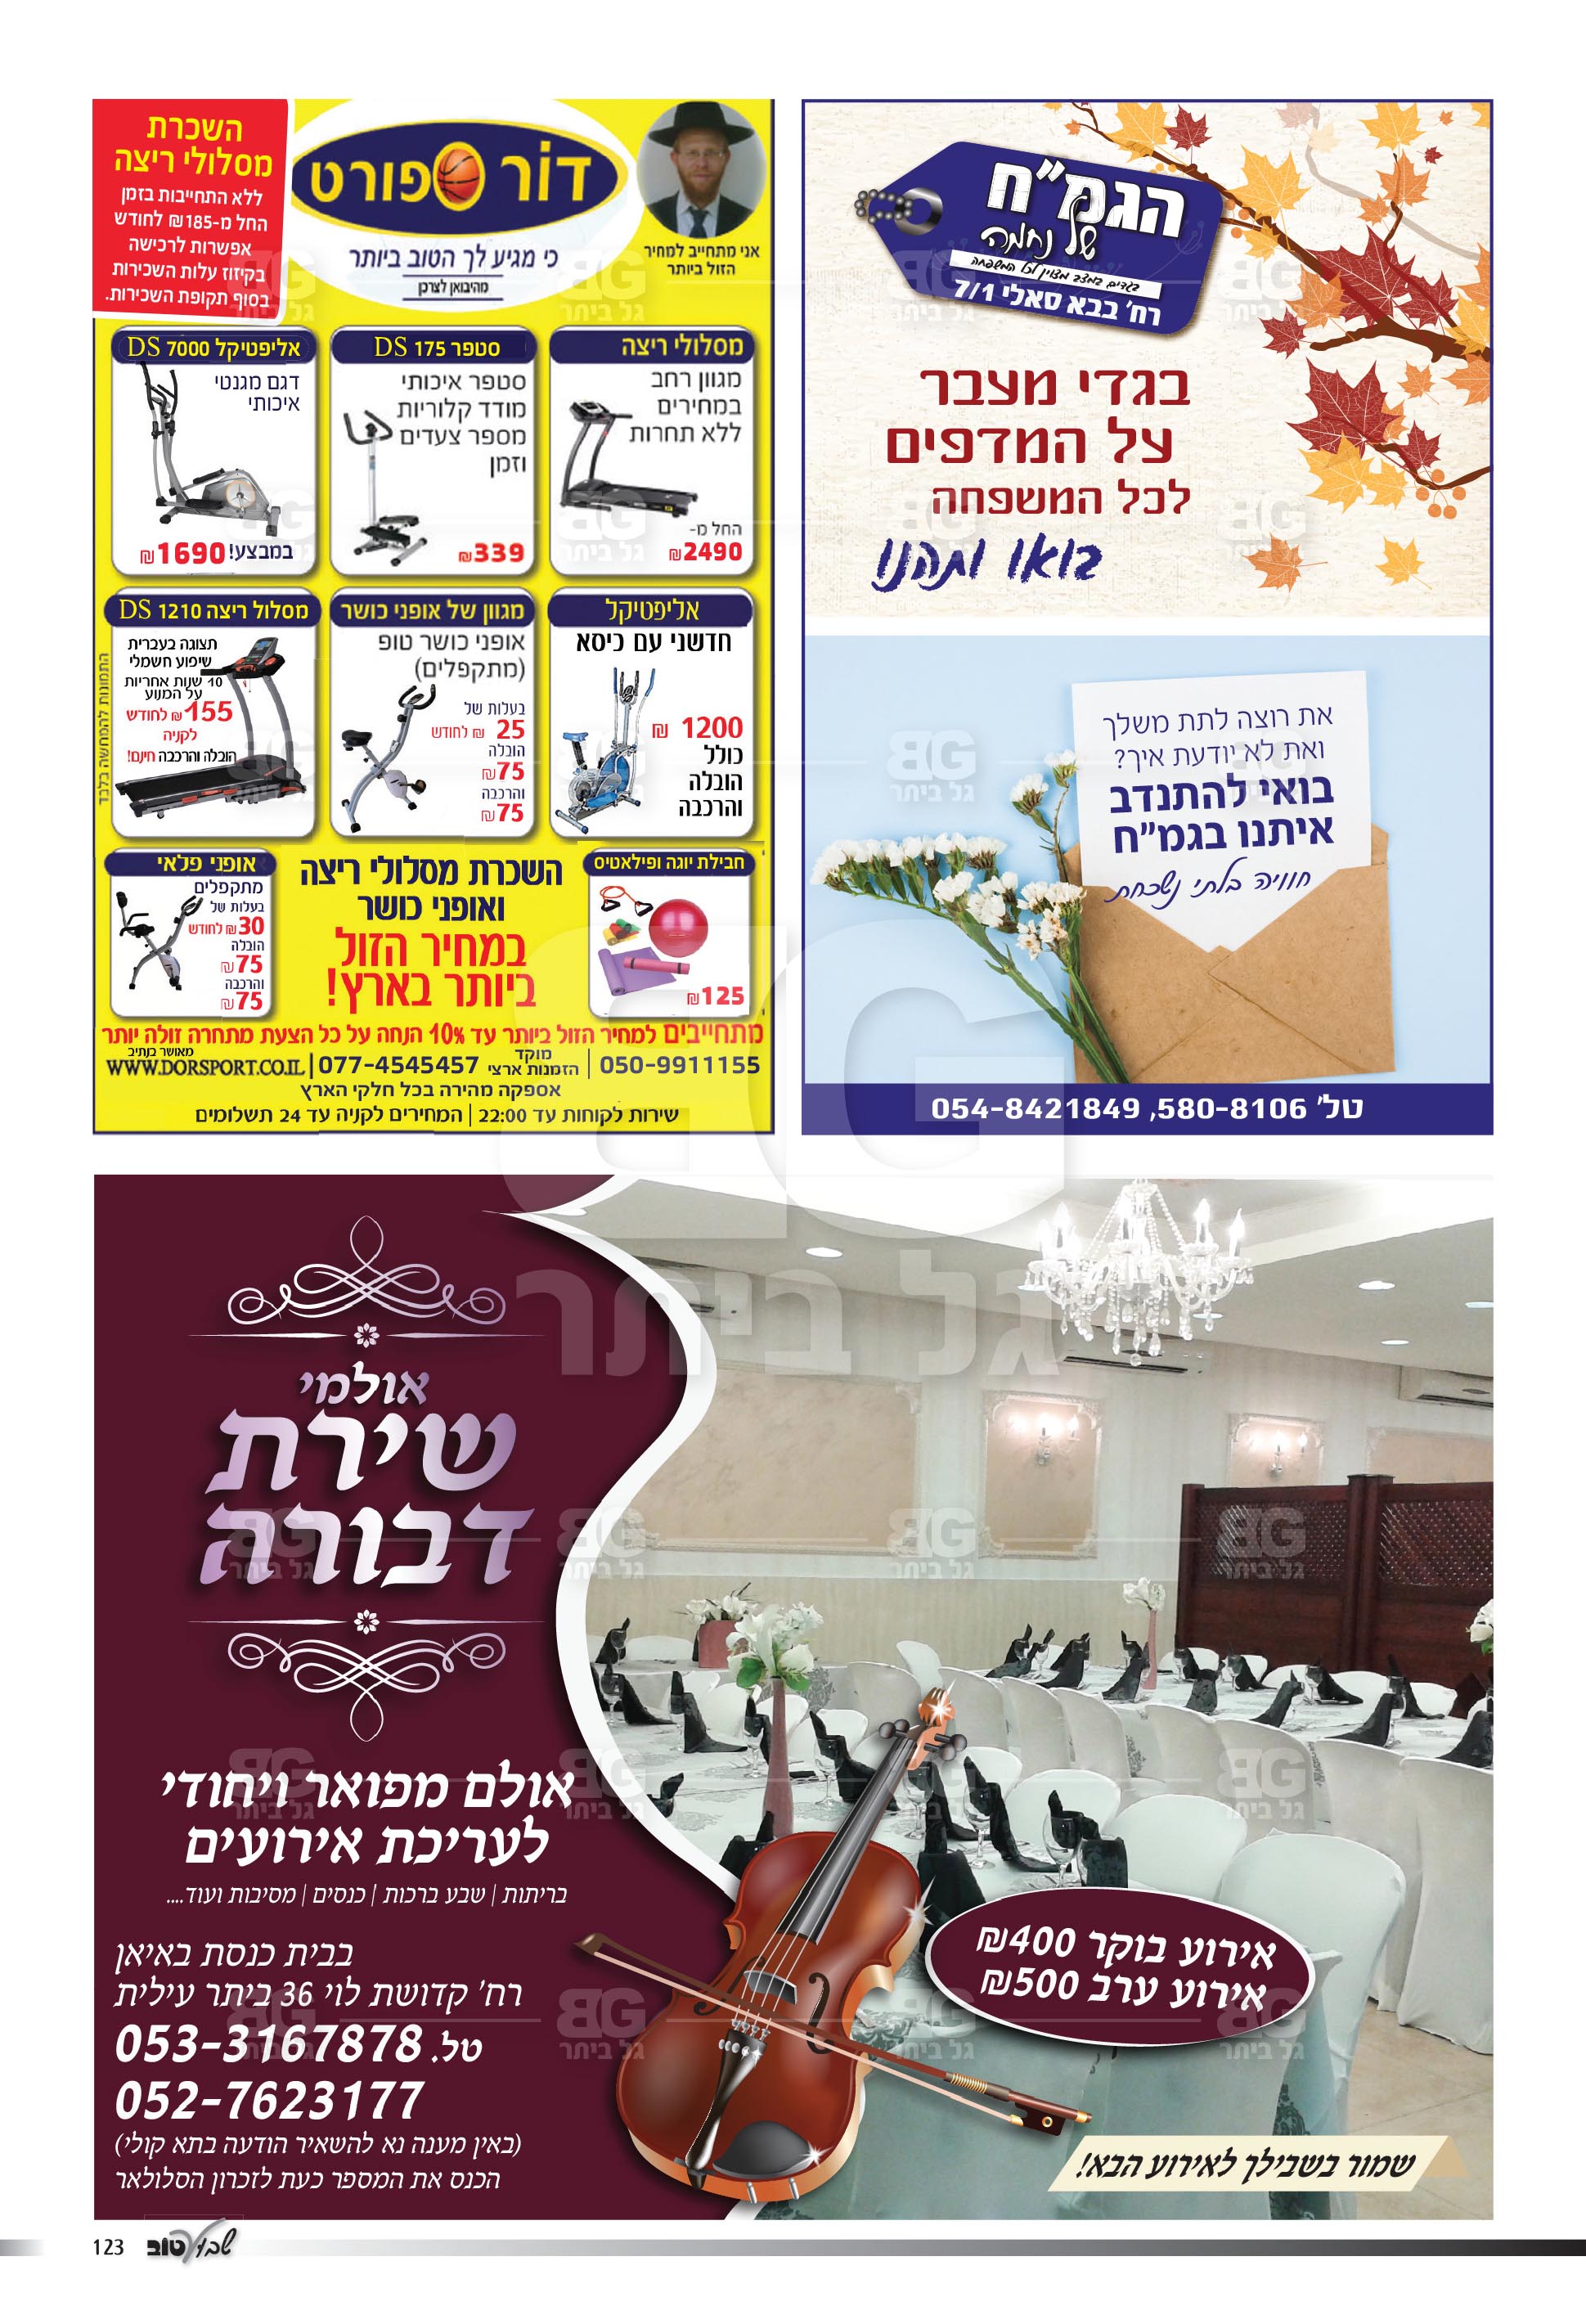 הגמ"ח
של נחמה
בגדים במצב מצוין לכל המשפחה
רח' בבא סאלי 7/1
בגדי מעבר
על המדפים
לכל המשפחה
בואו ותהנו
את רוצה לתת משלך
ואת לא יודעת איך?
בואי להתנדב
איתנו בגמ"ח
חוויה בלתי נשכחת
טל' 580-8106, 054-8421849
השכרת
מסלולי ריצה
ללא התחייבות בזמן
החל מ-185₪ לחודש
אפשרות לרכישה
בקיזוז עלות השכירות
בסוף תקופת השכירות.
דור ספורט
כי מגיע לך הטוב ביותר
מהיבואן לצרכן
אני מתחייב למחיר
הזול ביותר
מסלולי ריצה
מגוון רחב
במחירים
ללא תחרות
החל מ-
2490₪
סטפר DS 175
סטפר איכותי
מודד קלוריות
מספר צעדים
וזמן
339₪
אליפטיקל DS 7000
דגם מגנטי
איכותי
במבצע! 1690₪
אליפטיקל
חדשני עם כיסא
1200 ₪
כולל
הובלה
והרכבה
מגוון של אופני כושר
אופני כושר טופ
(מתקפלים)
בעלות של
25 ₪ לחודש
הובלה
75₪
והרכבה
75₪
מסלול ריצה DS 1210
תצוגה בעברית
שיפוע חשמלי
10 שנות אחריות
על המנוע
155₪ לחודש
לקניה
הובלה והרכבה חינם!
התמונות להמחשה בלבד
חבילת יוגה ופילאטיס
125₪
השכרת מסלולי ריצה
ואופני כושר
במחיר הזול
ביותר בארץ!
אופני פלאי
מתקפלים
בעלות של
30₪ לחודש
הובלה
75₪
והרכבה
75₪
מתחייבים למחיר הזול ביותר עד 10% הנחה על כל הצעת מתחרה זולה יותר
050-9911155 | מוקד הזמנות ארצי 077-4545457 | מאושר בנתיב WWW.DORSPORT.CO.IL
אספקה מהירה בכל חלקי הארץ
שירות לקוחות עד 22:00 | המחירים לקניה עד 24 תשלומים
אולמי
שירת
דבורה
אולם מפואר ויחודי
לעריכת אירועים
בריתות | שבע ברכות | כנסים | מסיבות ועוד....
בבית כנסת באיאן
רח' קדושת לוי 36 ביתר עילית
טל. 053-3167878
052-7623177
(באין מענה נא להשאיר הודעה בתא קולי)
הכנס את המספר כעת לזכרון הסלולאר
אירוע בוקר 400₪
אירוע ערב 500₪
שמור בשבילך לאירוע הבא!
BG
גל ביתר
שבוע טוב
123